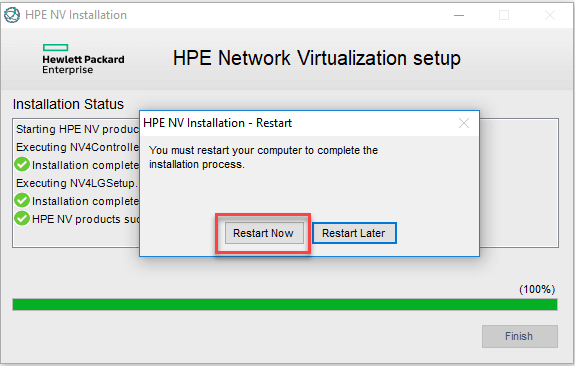 HPE NV Installation
Hewlett Packard
Enterprise
HPE Network Virtualization setup
Installation Status
Starting HPE NV produc
Executing NV4Controlle
Installation complete
Executing NV4LGSetup.
Installation complete
HPE NV products suc
HPE NV Installation - Restart
You must restart your computer to complete the
installation process.
Restart Now
Restart Later
(100%)
Finish